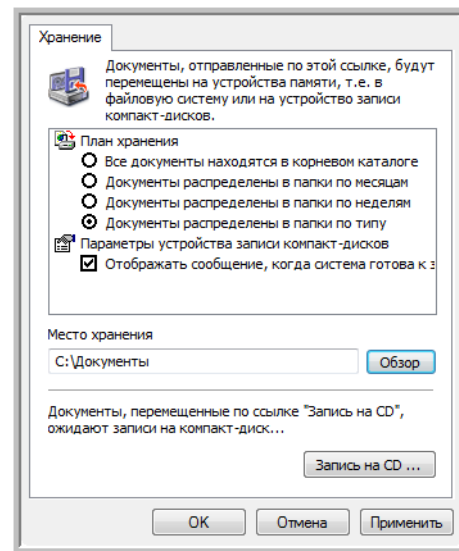 Хранение
Документы, отправленные по этой ссылке, будут
перемещены на устройства памяти, т.е. в
файловую систему или на устройство записи
компакт-дисков.
План хранения
Все документы находятся в корневом каталоге
Документы распределены в папки по месяцам
Документы распределены в папки по неделям
Документы распределены в папки по типу
Параметры устройства записи компакт-дисков
Отображать сообщение, когда система готова к
Место хранения
C:\Документы
Обзор
Документы, перемещенные по ссылке "Запись на CD",
ожидают записи на компакт-диск...
Запись на CD ...
OK
Отмена
Применить